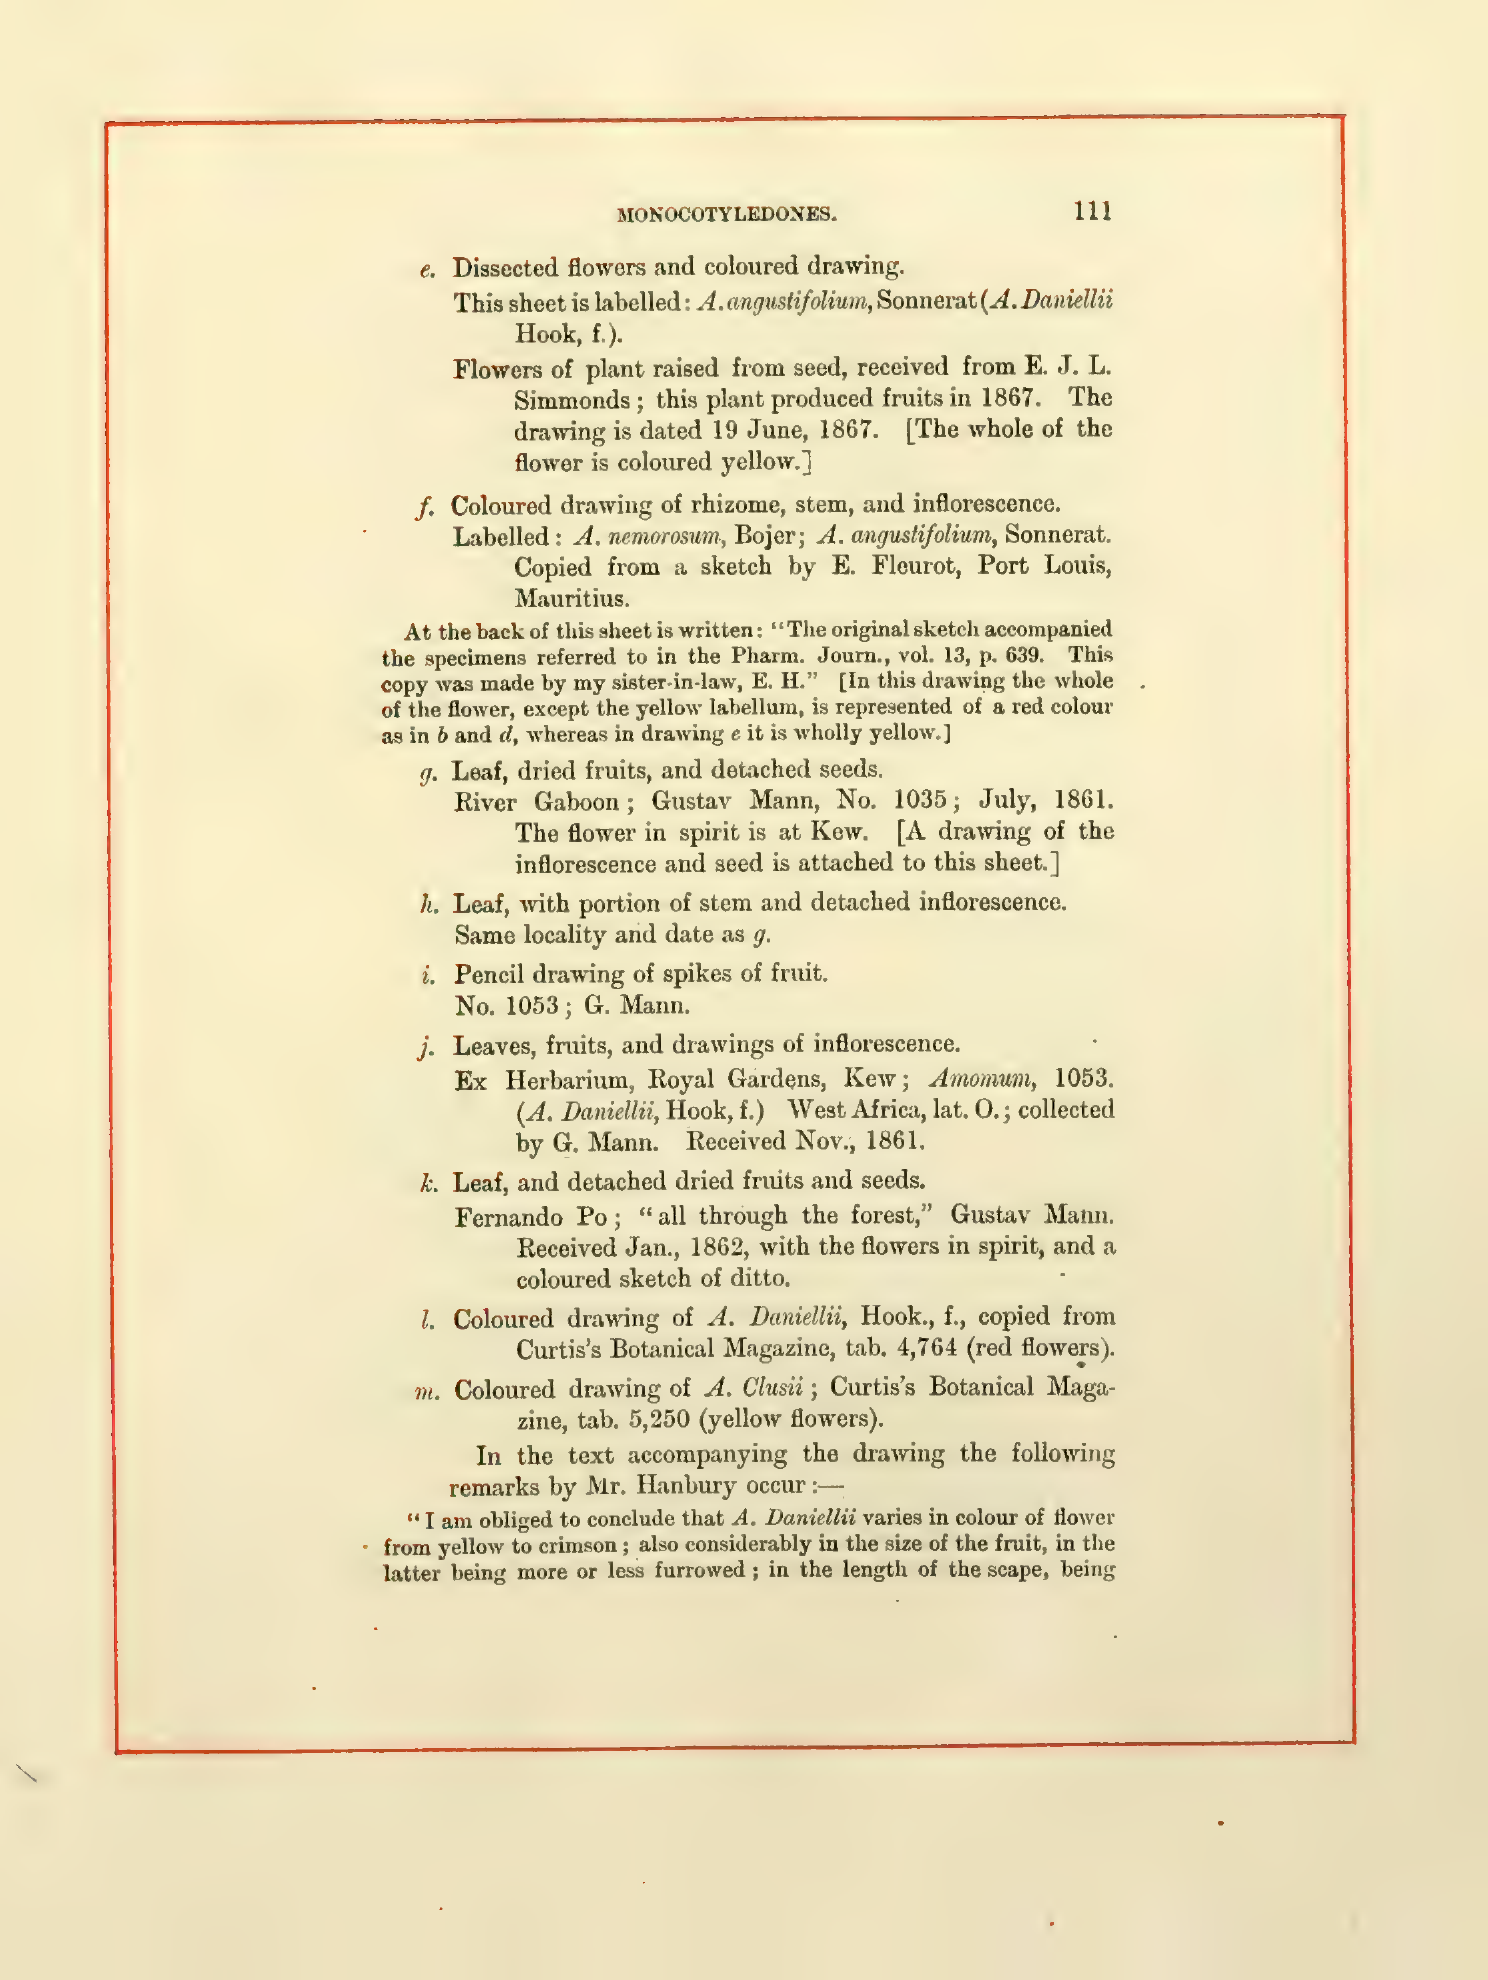 MONOCOTYLEDONES. 111
e. Dissected flowers and coloured drawing.
This sheet is labelled: A. angustifolium, Sonnerat (A. Daniellii
Hook, f.).
Flowers of plant raised from seed, received from E. J. L.
Simmonds; this plant produced fruits in 1867. The
drawing is dated 19 June, 1867. [The whole of the
flower is coloured yellow.]
f. Coloured drawing of rhizome, stem, and inflorescence.
Labelled: A. nemorosum, Bojer; A. angustifolium, Sonnerat.
Copied from a sketch by E. Fleurot, Port Louis,
Mauritius.
At the back of this sheet is written: "The original sketch accompanied
the specimens referred to in the Pharm. Journ., vol. 13, p. 639. This
copy was made by my sister-in-law, E. H." [In this drawing the whole
of the flower, except the yellow labellum, is represented of a red colour
as in b and d, whereas in drawing e it is wholly yellow.]
g. Leaf, dried fruits, and detached seeds.
River Gaboon; Gustav Mann, No. 1035; July, 1861.
The flower in spirit is at Kew. [A drawing of the
inflorescence and seed is attached to this sheet.]
h. Leaf, with portion of stem and detached inflorescence.
Same locality and date as g.
i. Pencil drawing of spikes of fruit.
No. 1053; G. Mann.
j. Leaves, fruits, and drawings of inflorescence.
Ex Herbarium, Royal Gardens, Kew; Amomum, 1053.
(A. Daniellii, Hook, f.) West Africa, lat. O.; collected
by G. Mann. Received Nov., 1861.
k. Leaf, and detached dried fruits and seeds.
Fernando Po; "all through the forest," Gustav Mann.
Received Jan., 1862, with the flowers in spirit, and a
coloured sketch of ditto.
l. Coloured drawing of A. Daniellii, Hook., f., copied from
Curtis's Botanical Magazine, tab. 4,764 (red flowers).
m. Coloured drawing of A. Clusii; Curtis's Botanical Maga-
zine, tab. 5,250 (yellow flowers).
In the text accompanying the drawing the following
remarks by Mr. Hanbury occur:—
"I am obliged to conclude that A. Daniellii varies in colour of flower
from yellow to crimson; also considerably in the size of the fruit, in the
latter being more or less furrowed; in the length of the scape, being